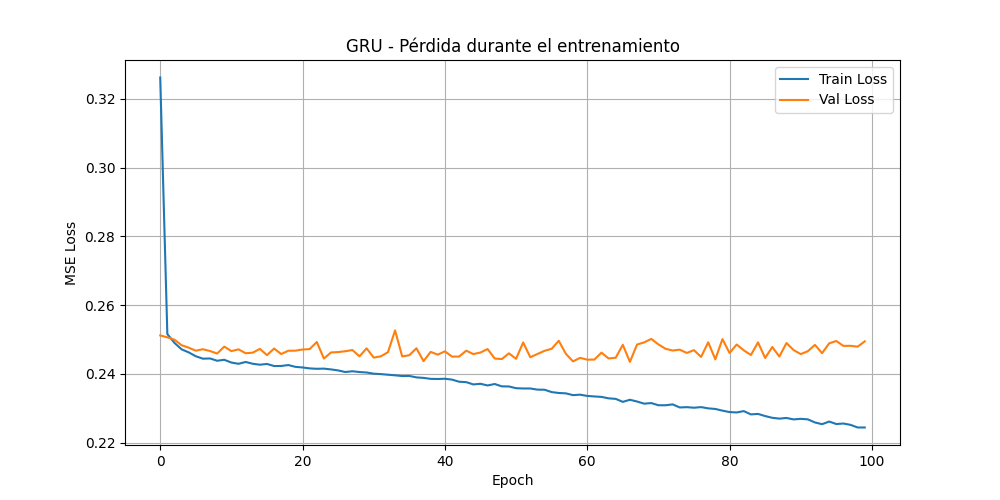 GRU - Pérdida durante el entrenamiento
Train Loss
Val Loss
0.32
0.30
0.28
0.26
0.24
0.22
MSE Loss
0 20 40 60 80 100
Epoch